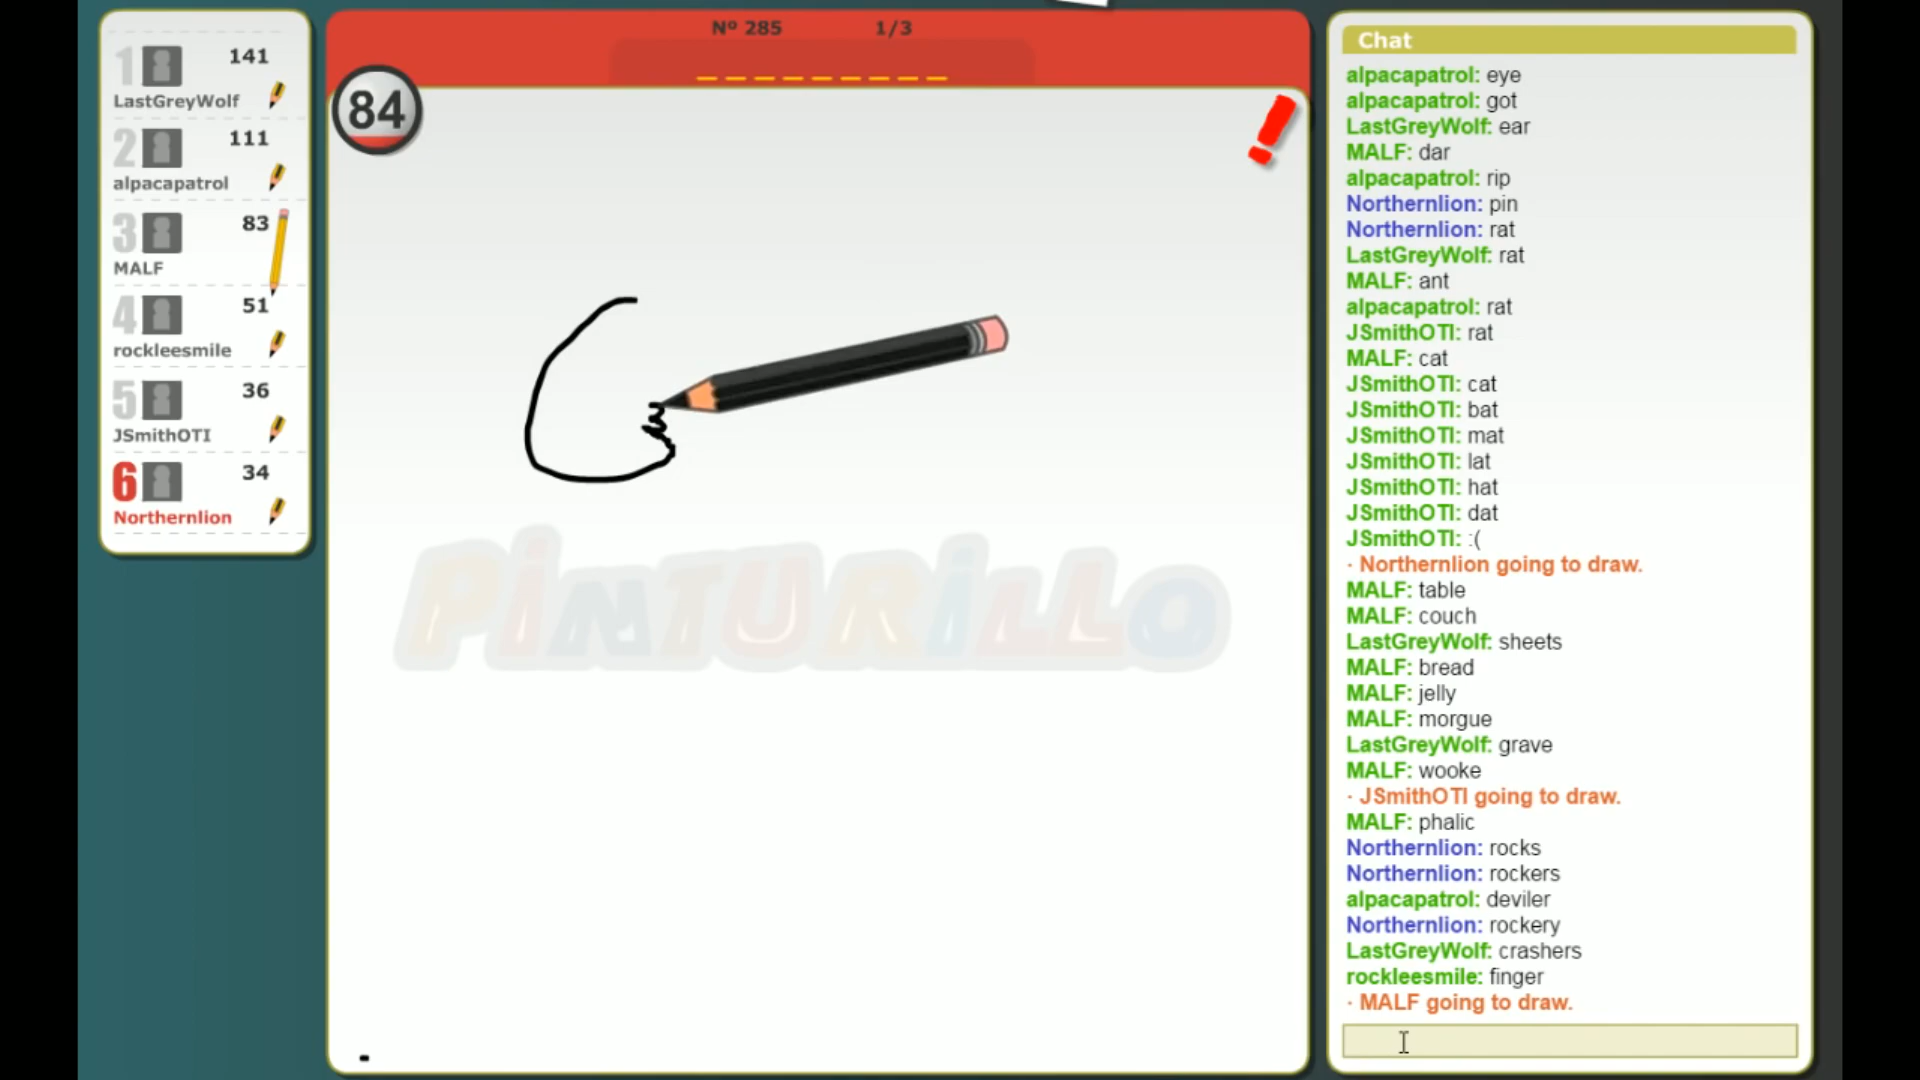 Nº 285 1/3
_ _ _ _ _ _ _ _ _
84
1 141
LastGreyWolf
2 111
alpacapatrol
3 83
MALF
4 51
rockleesmile
5 36
JSmithOTI
6 34
Northernlion
PINTURILLO
Chat
alpacapatrol: eye
alpacapatrol: got
LastGreyWolf: ear
MALF: dar
alpacapatrol: rip
Northernlion: pin
Northernlion: rat
LastGreyWolf: rat
MALF: ant
alpacapatrol: rat
JSmithOTI: rat
MALF: cat
JSmithOTI: cat
JSmithOTI: bat
JSmithOTI: mat
JSmithOTI: lat
JSmithOTI: hat
JSmithOTI: dat
JSmithOTI: :(
· Northernlion going to draw.
MALF: table
MALF: couch
LastGreyWolf: sheets
MALF: bread
MALF: jelly
MALF: morgue
LastGreyWolf: grave
MALF: wooke
· JSmithOTI going to draw.
MALF: phalic
Northernlion: rocks
Northernlion: rockers
alpacapatrol: deviler
Northernlion: rockery
LastGreyWolf: crashers
rockleesmile: finger
· MALF going to draw.